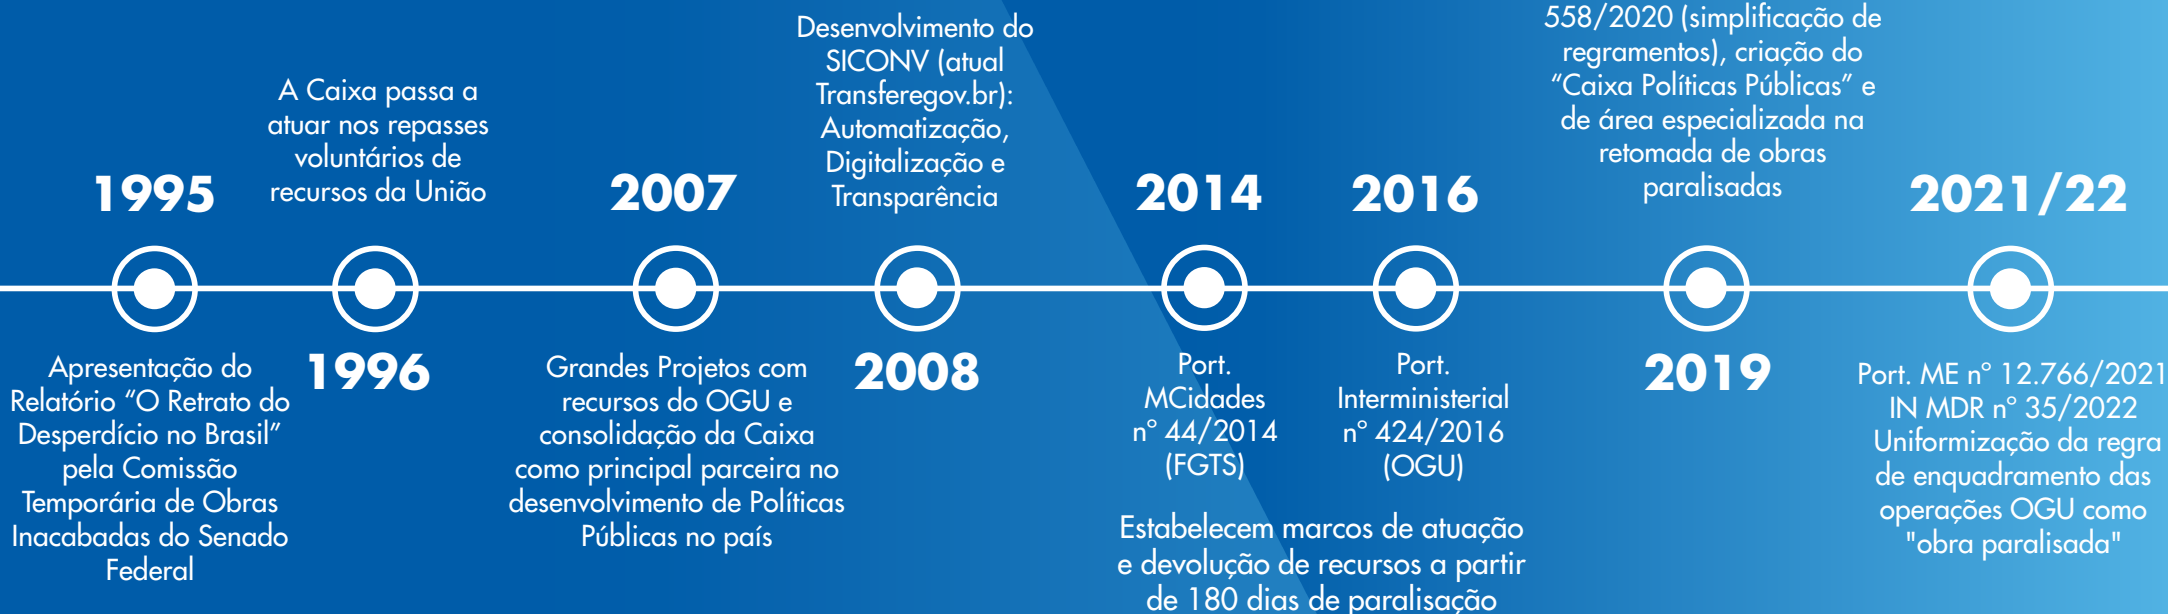 1995
Apresentação do
Relatório “O Retrato do
Desperdício no Brasil”
pela Comissão
Temporária de Obras
Inacabadas do Senado
Federal
A Caixa passa a
atuar nos repasses
voluntários de
recursos da União
1996
2007
Grandes Projetos com
recursos do OGU e
consolidação da Caixa
como principal parceira no
desenvolvimento de Políticas
Públicas no país
Desenvolvimento do
SICONV (atual
Transferegov.br):
Automatização,
Digitalização e
Transparência
2008
2014
Port.
MCidades
nº 44/2014
(FGTS)
2016
Port.
Interministerial
nº 424/2016
(OGU)
Estabelecem marcos de atuação
e devolução de recursos a partir
de 180 dias de paralisação
558/2020 (simplificação de
regramentos), criação do
“Caixa Políticas Públicas” e
de área especializada na
retomada de obras
paralisadas
2019
2021/22
Port. ME nº 12.766/2021
IN MDR nº 35/2022
Uniformização da regra
de enquadramento das
operações OGU como
"obra paralisada"